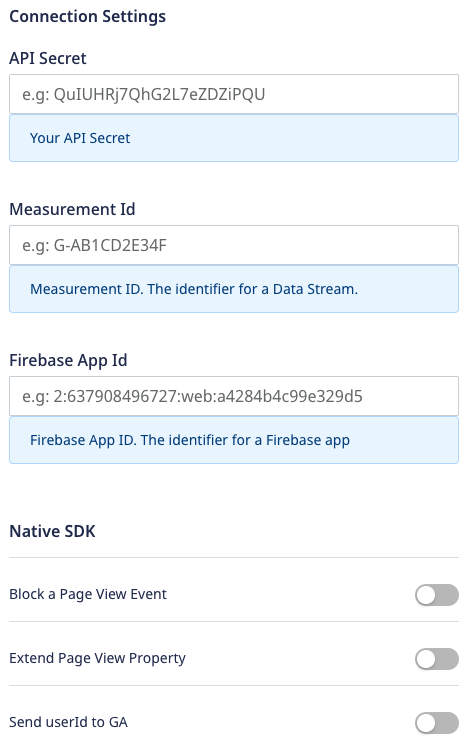 Connection Settings
API Secret
e.g: QuIUHRj7QhG2L7eZDZiPQU
Your API Secret
Measurement Id
e.g: G-AB1CD2E34F
Measurement ID. The identifier for a Data Stream.
Firebase App Id
e.g: 2:637908496727:web:a4284b4c99e329d5
Firebase App ID. The identifier for a Firebase app
Native SDK
Block a Page View Event
Extend Page View Property
Send userId to GA